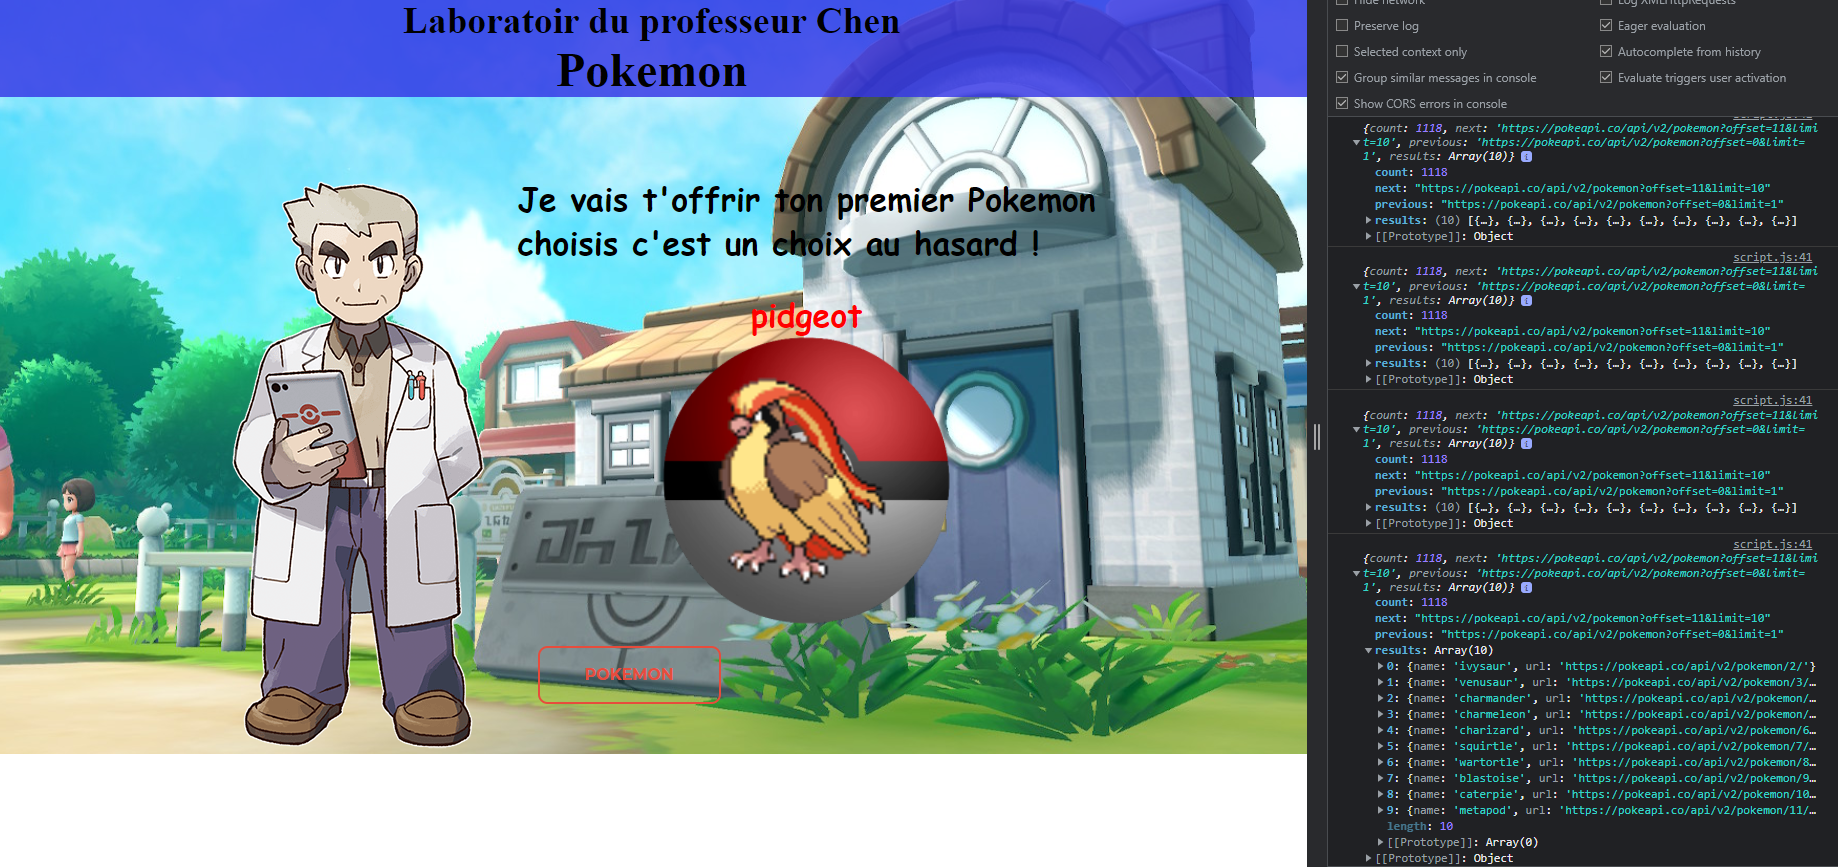 Laboratoir du professeur Chen
Pokemon
Je vais t'offrir ton premier Pokemon
choisis c'est un choix au hasard !
pidgeot
POKEMON
Hide network
Log XMLHttpRequests
Preserve log
Eager evaluation
Selected context only
Autocomplete from history
Group similar messages in console
Evaluate triggers user activation
Show CORS errors in console
script.js:41
{count: 1118, next: 'https://pokeapi.co/api/v2/pokemon?offset=11&limi
t=10', previous: 'https://pokeapi.co/api/v2/pokemon?offset=0&limit=
1', results: Array(10)} i
count: 1118
next: "https://pokeapi.co/api/v2/pokemon?offset=11&limit=10"
previous: "https://pokeapi.co/api/v2/pokemon?offset=0&limit=1"
results: (10) [{…}, {…}, {…}, {…}, {…}, {…}, {…}, {…}, {…}, {…}]
[[Prototype]]: Object
script.js:41
{count: 1118, next: 'https://pokeapi.co/api/v2/pokemon?offset=11&limi
t=10', previous: 'https://pokeapi.co/api/v2/pokemon?offset=0&limit=
1', results: Array(10)} i
count: 1118
next: "https://pokeapi.co/api/v2/pokemon?offset=11&limit=10"
previous: "https://pokeapi.co/api/v2/pokemon?offset=0&limit=1"
results: (10) [{…}, {…}, {…}, {…}, {…}, {…}, {…}, {…}, {…}, {…}]
[[Prototype]]: Object
script.js:41
{count: 1118, next: 'https://pokeapi.co/api/v2/pokemon?offset=11&limi
t=10', previous: 'https://pokeapi.co/api/v2/pokemon?offset=0&limit=
1', results: Array(10)} i
count: 1118
next: "https://pokeapi.co/api/v2/pokemon?offset=11&limit=10"
previous: "https://pokeapi.co/api/v2/pokemon?offset=0&limit=1"
results: (10) [{…}, {…}, {…}, {…}, {…}, {…}, {…}, {…}, {…}, {…}]
[[Prototype]]: Object
script.js:41
{count: 1118, next: 'https://pokeapi.co/api/v2/pokemon?offset=11&limi
t=10', previous: 'https://pokeapi.co/api/v2/pokemon?offset=0&limit=
1', results: Array(10)} i
count: 1118
next: "https://pokeapi.co/api/v2/pokemon?offset=11&limit=10"
previous: "https://pokeapi.co/api/v2/pokemon?offset=0&limit=1"
results: Array(10)
0: {name: 'ivysaur', url: 'https://pokeapi.co/api/v2/pokemon/2/'}
1: {name: 'venusaur', url: 'https://pokeapi.co/api/v2/pokemon/3/…
2: {name: 'charmander', url: 'https://pokeapi.co/api/v2/pokemon/…
3: {name: 'charmeleon', url: 'https://pokeapi.co/api/v2/pokemon/…
4: {name: 'charizard', url: 'https://pokeapi.co/api/v2/pokemon/6…
5: {name: 'squirtle', url: 'https://pokeapi.co/api/v2/pokemon/7/…
6: {name: 'wartortle', url: 'https://pokeapi.co/api/v2/pokemon/8…
7: {name: 'blastoise', url: 'https://pokeapi.co/api/v2/pokemon/9…
8: {name: 'caterpie', url: 'https://pokeapi.co/api/v2/pokemon/10…
9: {name: 'metapod', url: 'https://pokeapi.co/api/v2/pokemon/11/…
length: 10
[[Prototype]]: Array(0)
[[Prototype]]: Object